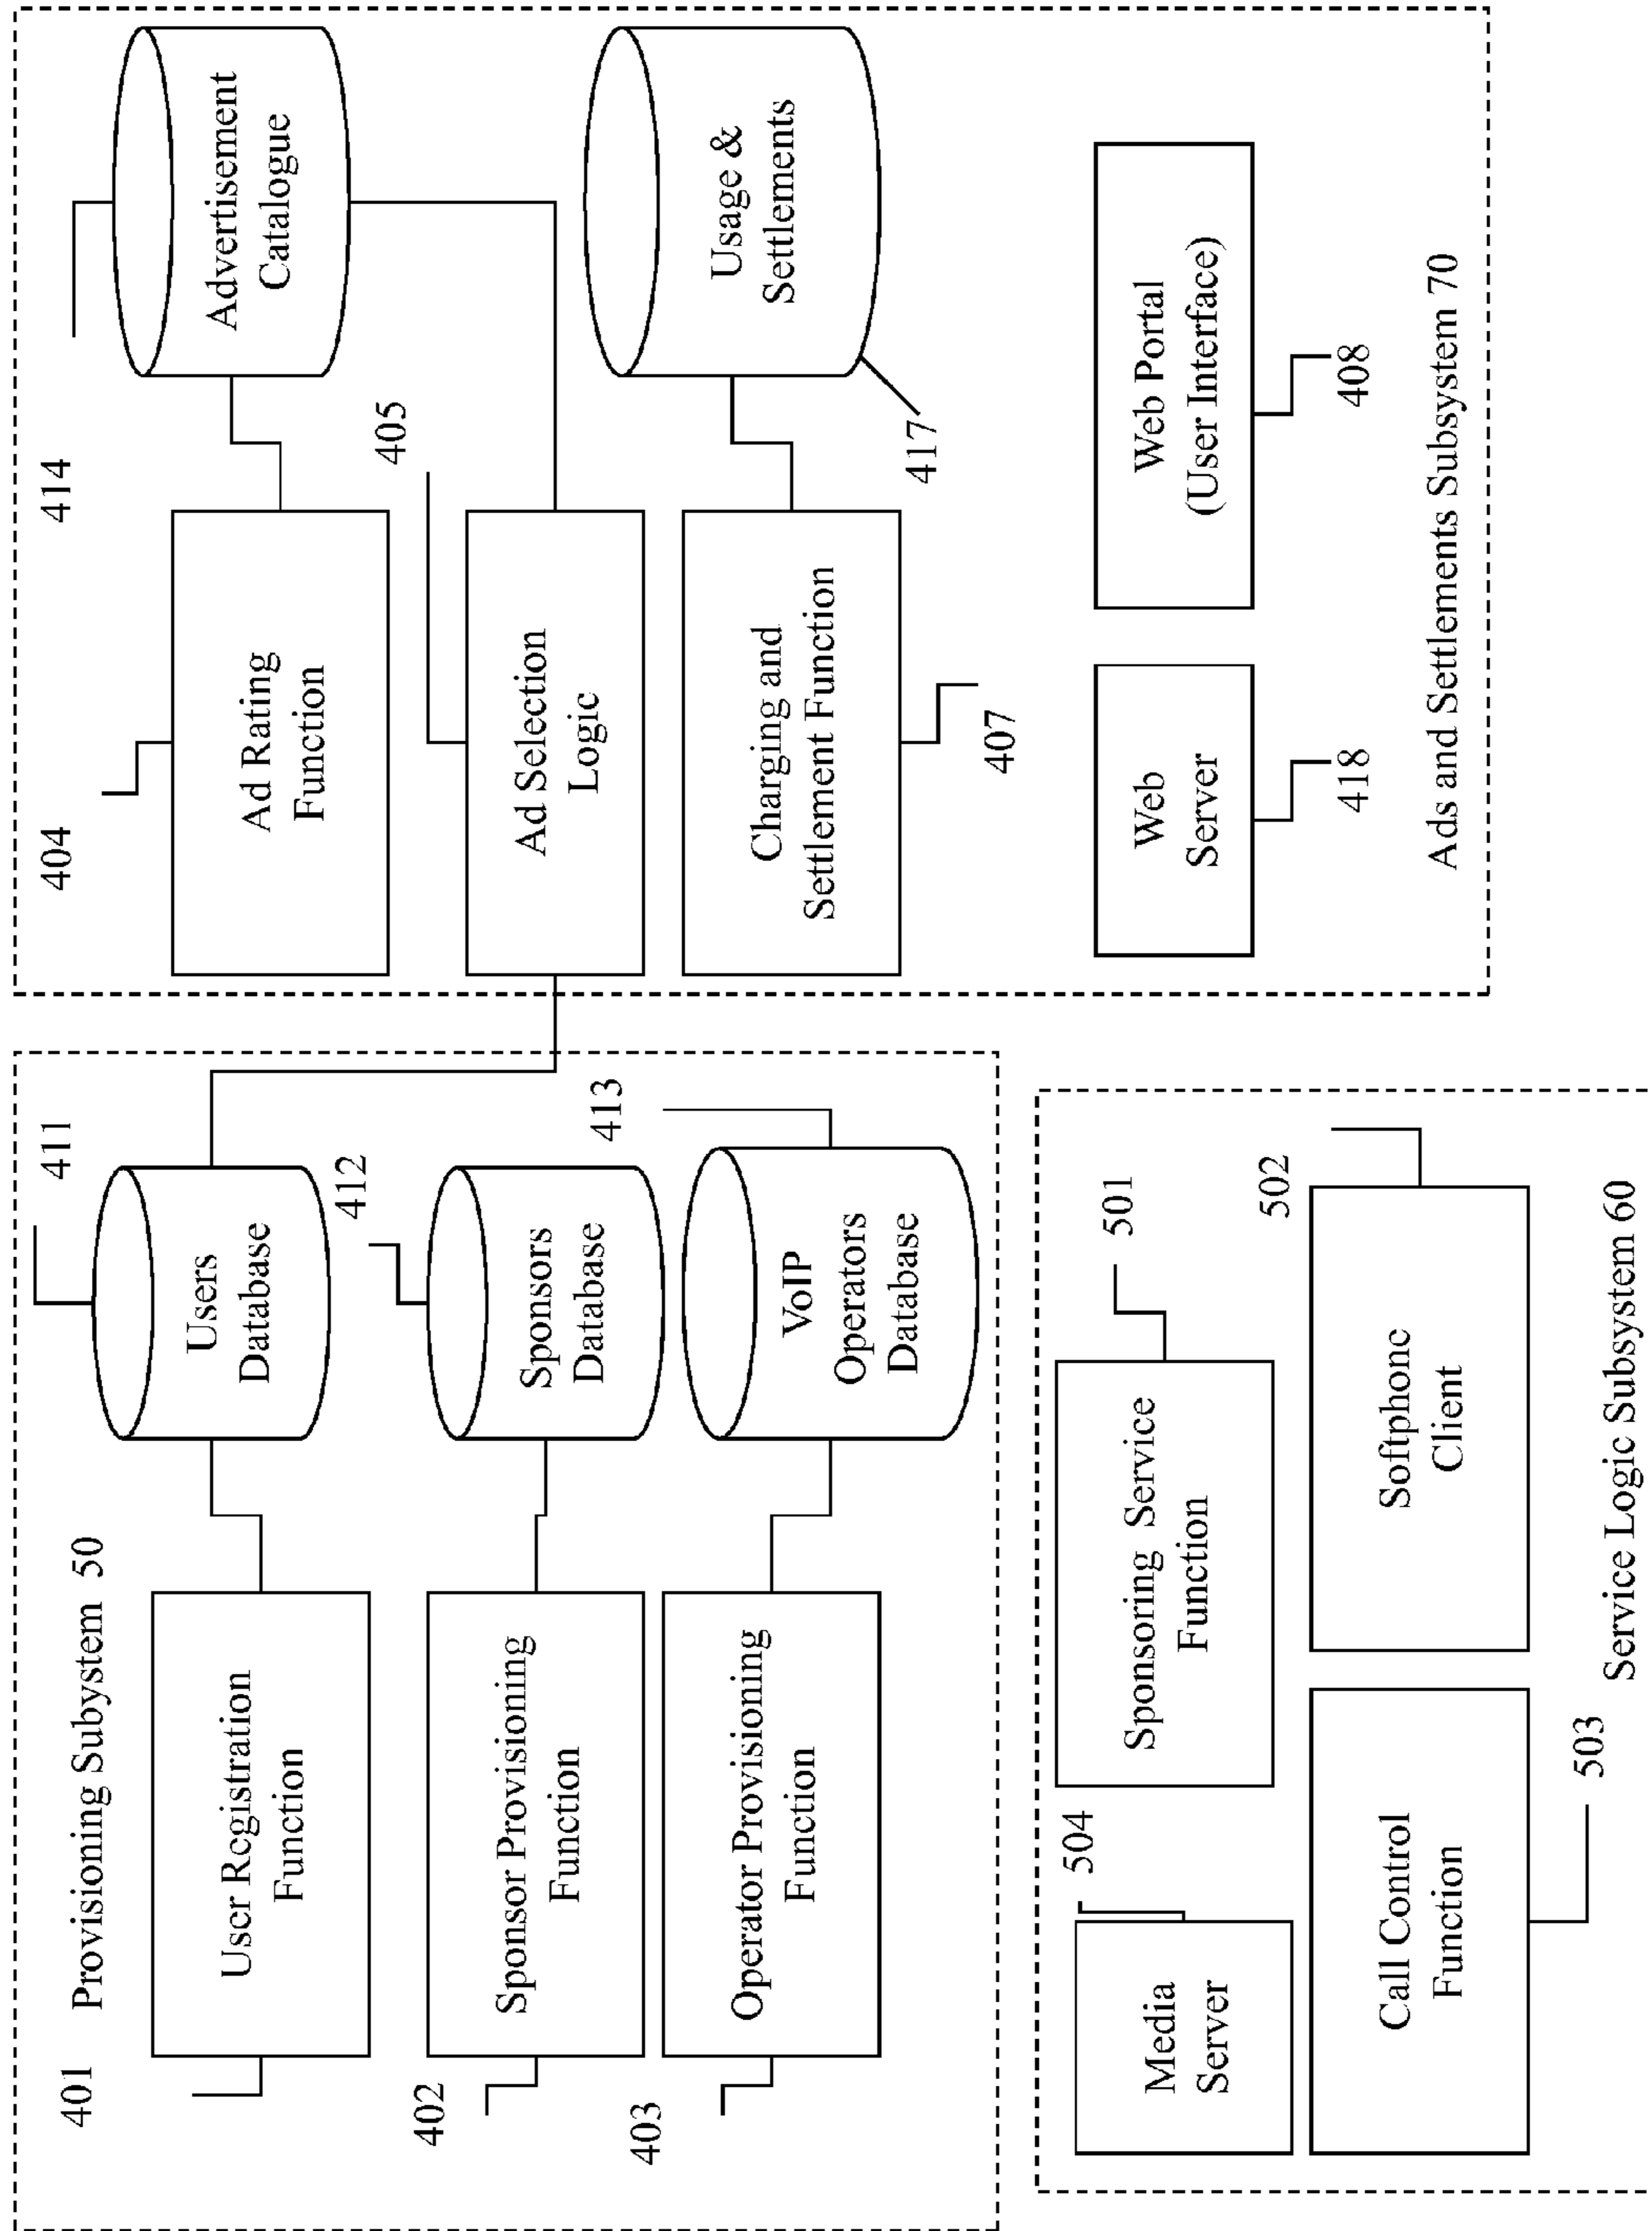 401
Provisioning Subystem 50
411
User Registration
Function
Users
Database
402
412
Sponsor Provisioning
Function
Sponsors
Database
403
413
Operator Provisioning
Function
VoIP
Operators
Database
404
414
Ad Rating
Function
Advertisement
Catalogue
405
Ad Selection
Logic
Charging and
Settlement Function
407
Usage &
Settlements
417
Web
Server
418
Web Portal
(User Interface)
408
Ads and Settlements Subsystem 70
504
Media
Server
501
Sponsoring Service
Function
502
Call Control
Function
503
Softphone
Client
Service Logic Subsystem 60